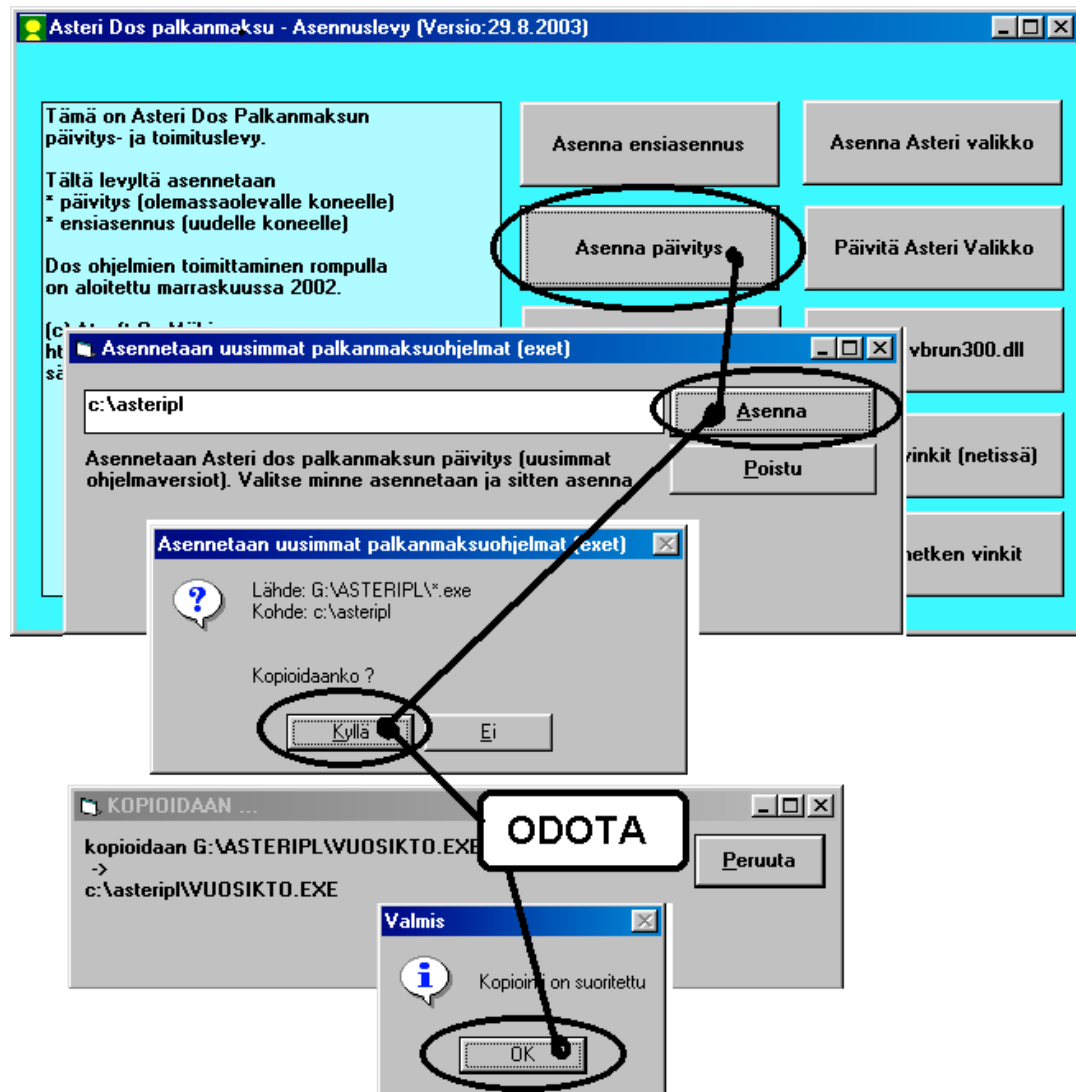 Asteri Dos palkanmaksu - Asennuslevy (Versio:29.8.2003)
Tämä on Asteri Dos Palkanmaksun
päivitys- ja toimituslevy.
Tältä levyltä asennetaan
* päivitys (olemassaolevalle koneelle)
* ensiasennus (uudelle koneelle)
Dos ohjelmien toimittaminen rompulla
on aloitettu marraskuussa 2002.
(c)
Asenna ensiasennus
Asenna Asteri valikko
Asenna päivitys
Päivitä Asteri Valikko
vbrun300.dll
vinkit (netissä)
vinkit
Asennetaan uusimmat palkanmaksuohjelmat (exet)
c:\asteripl
Asenna
Asennetaan Asteri dos palkanmaksun päivitys (uusimmat
ohjelmaversiot). Valitse minne asennetaan ja sitten asenna
Poistu
Asennetaan uusimmat palkanmaksuohjelmat (exet)
Lähde: G:\ASTERIPL\*.exe
Kohde: c:\asteripl
Kopioidaanko ?
Kyllä
Ei
KOPIOIDAAN ...
kopioidaan G:\ASTERIPL\VUOSIKTO.EXE
->
c:\asteripl\VUOSIKTO.EXE
Peruuta
ODOTA
Valmis
Kopiointi on suoritettu
OK